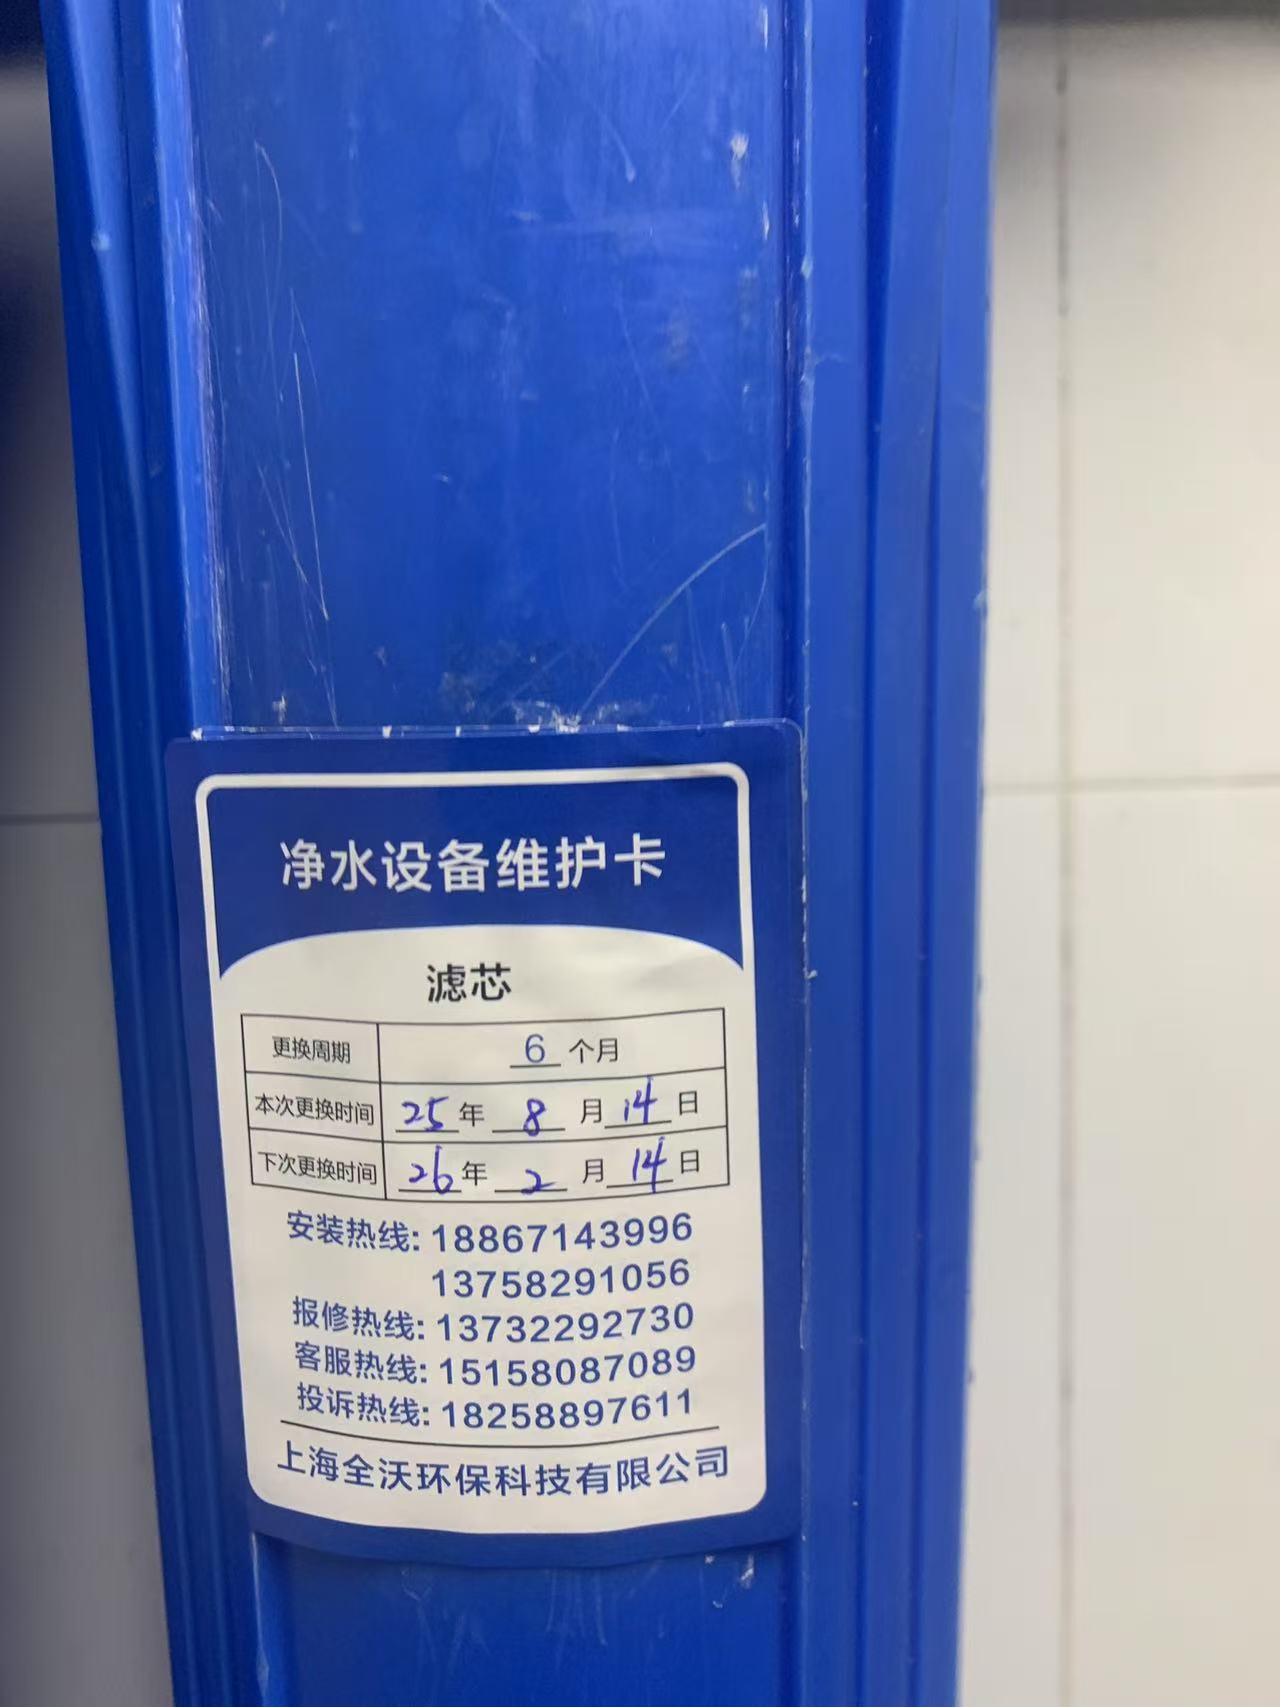 净水设备维护卡
滤芯
更换周期 6 个月
本次更换时间 25 年 8 月 14 日
下次更换时间 26 年 2 月 14 日
安装热线: 18867143996
13758291056
报修热线: 13732292730
客服热线: 15158087089
投诉热线: 18258897611
上海全沃环保科技有限公司